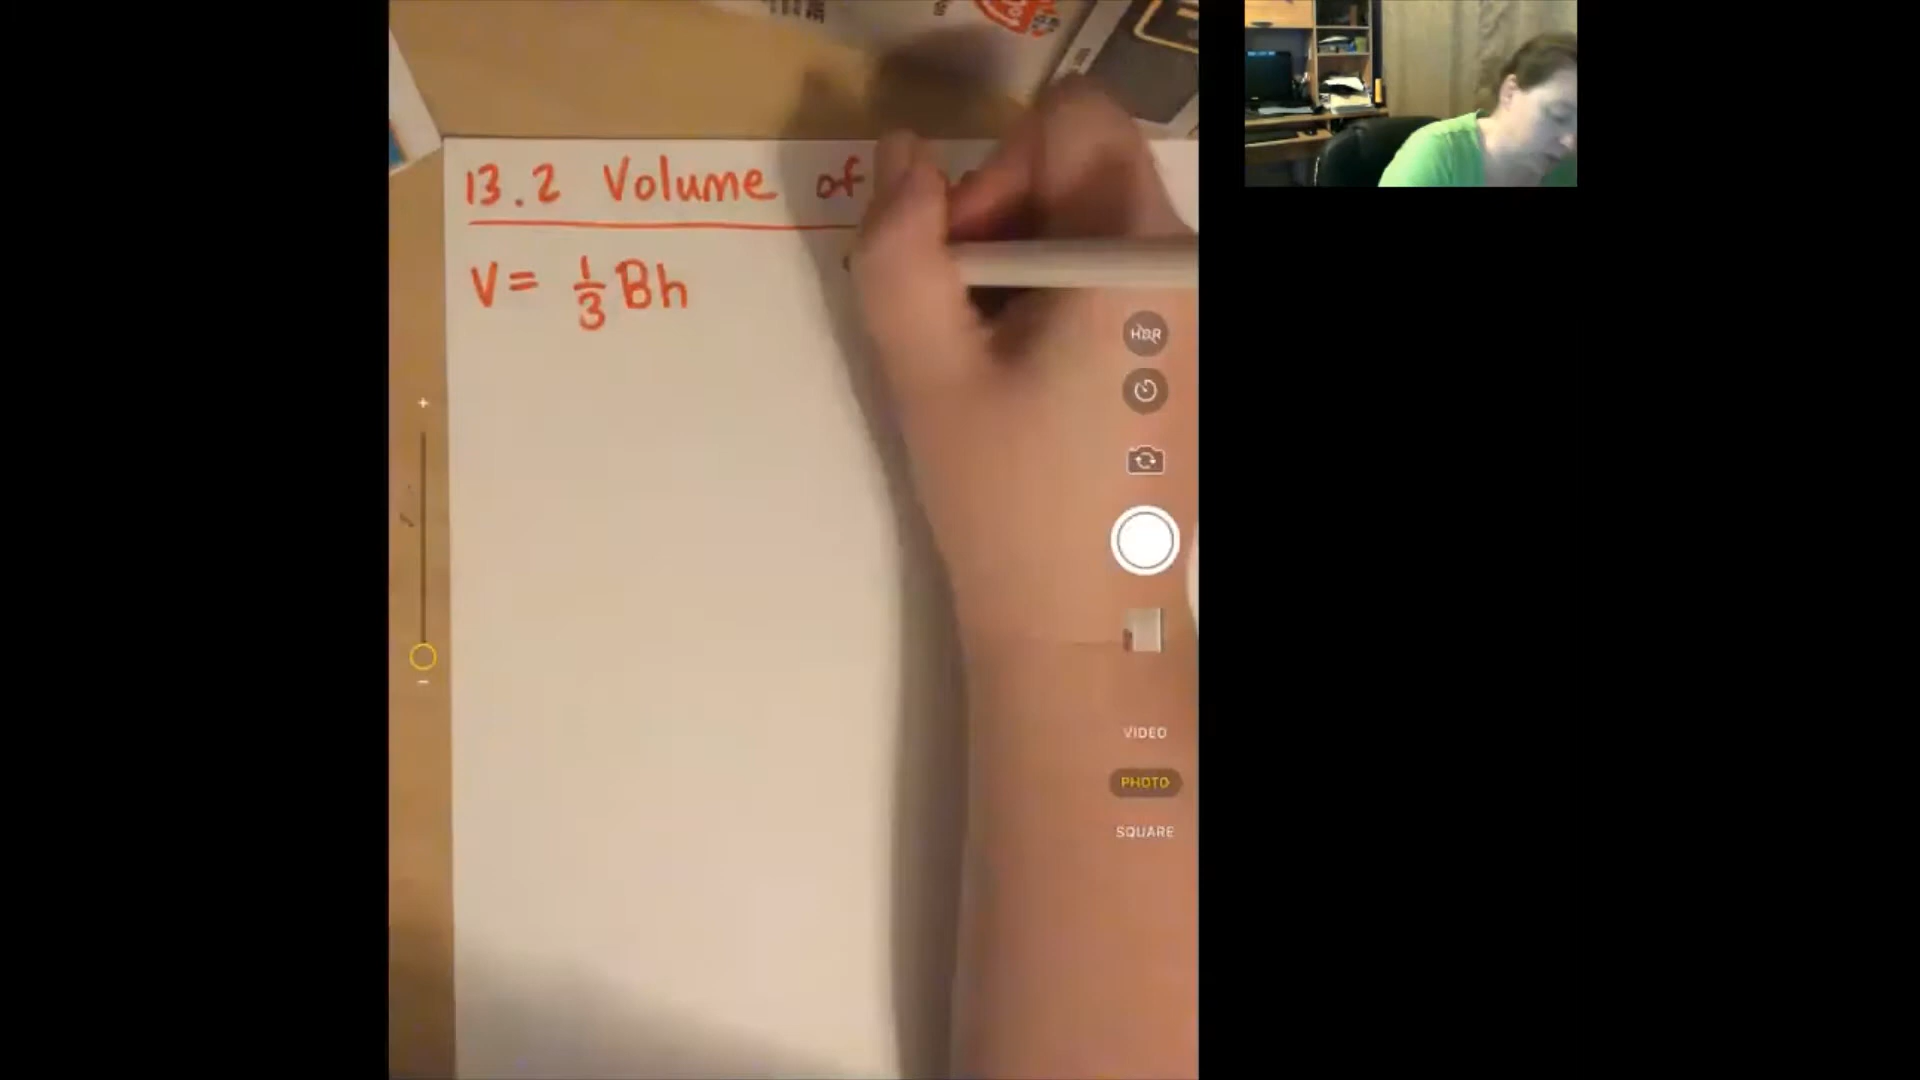 13.2 Volume of
V = 1/3 Bh
HDR
VIDEO
PHOTO
SQUARE